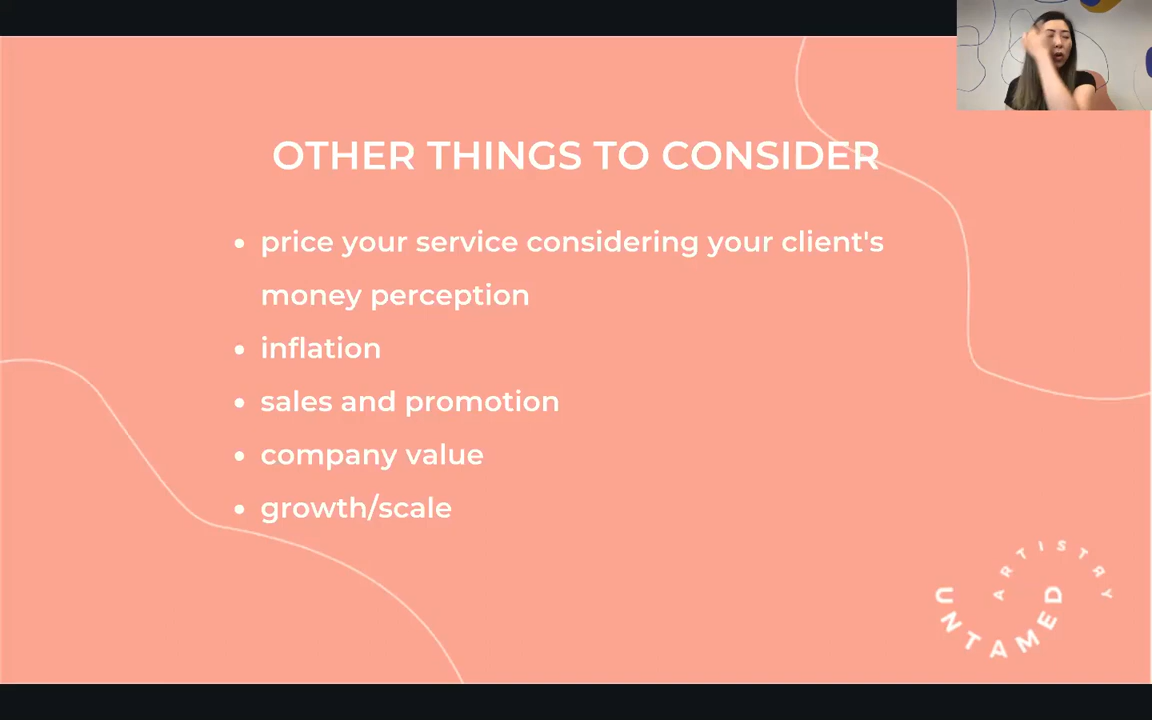 OTHER THINGS TO CONSIDER
• price your service considering your client's
money perception
• inflation
• sales and promotion
• company value
• growth/scale
ARTISTRY
UNTAMED